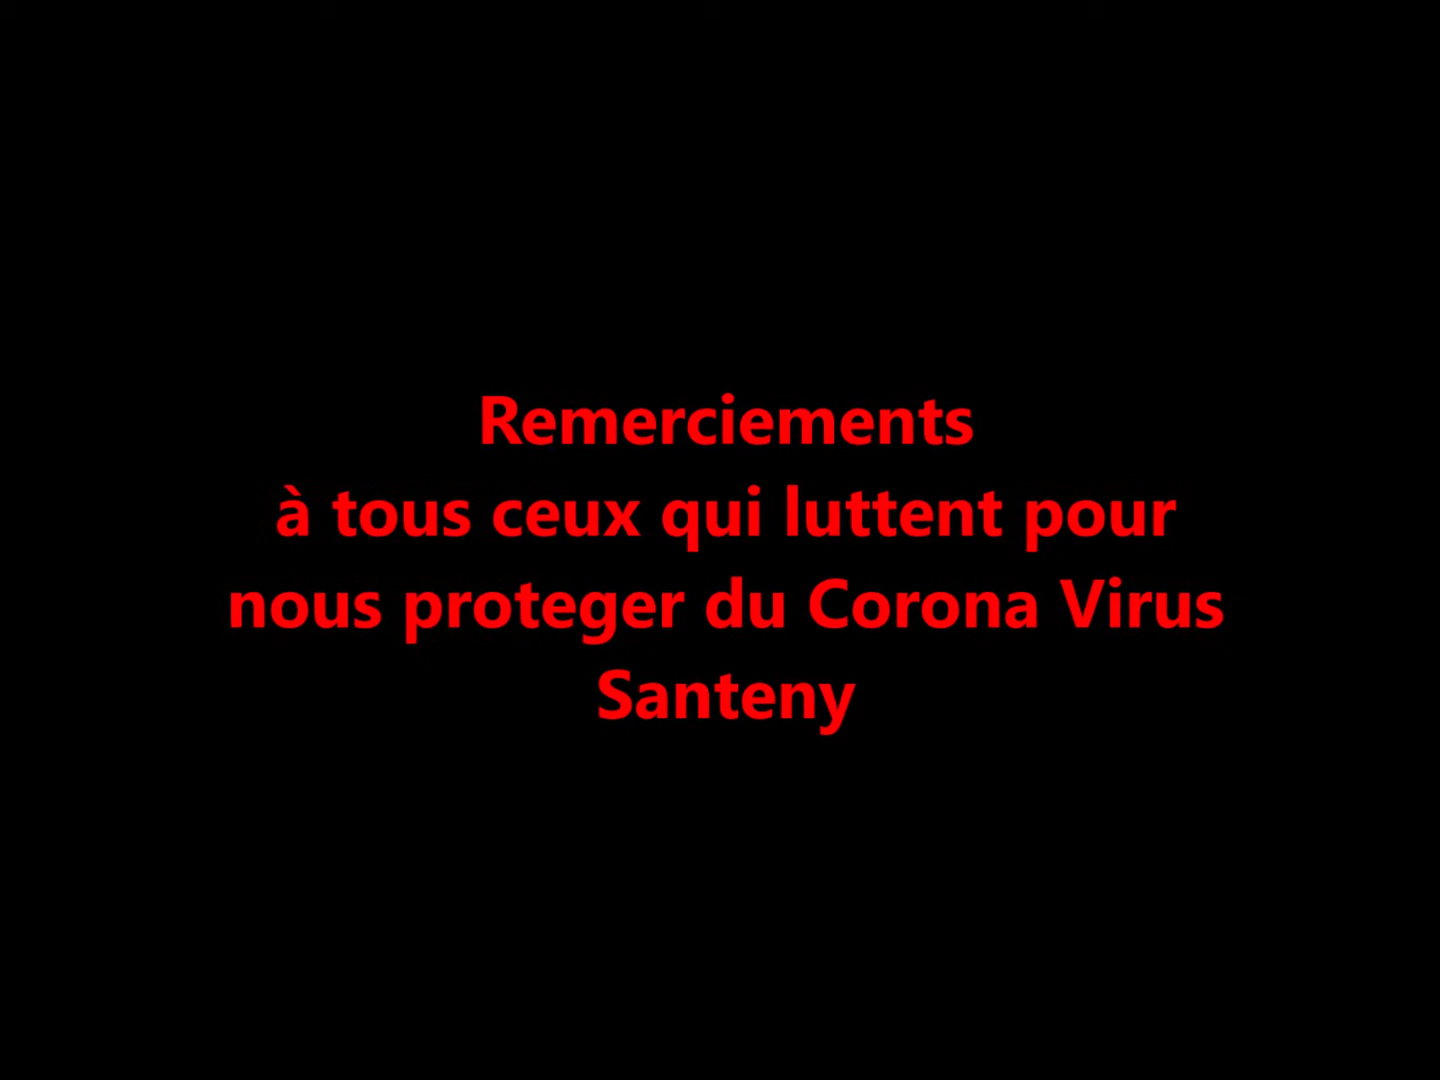 Remerciements
à tous ceux qui luttent pour
nous proteger du Corona Virus
Santeny